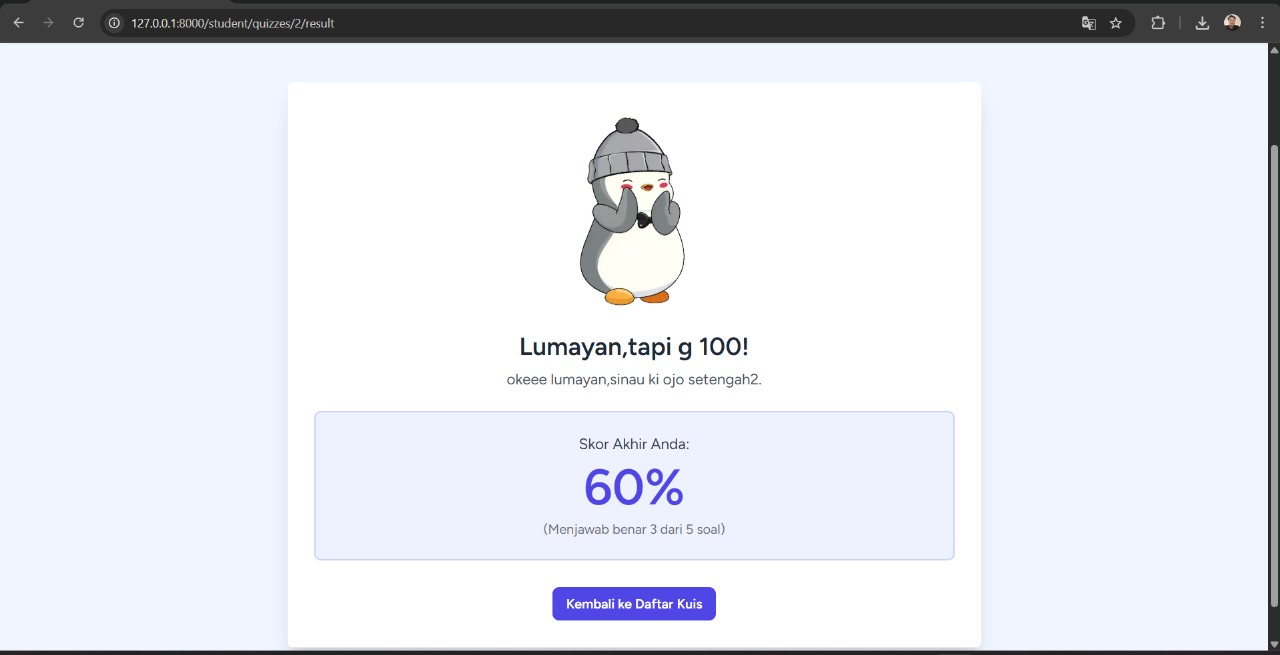 127.0.0.1:8000/student/quizzes/2/result
Lumayan,tapi g 100!
okeee lumayan,sinau ki ojo setengah2.
Skor Akhir Anda:
60%
(Menjawab benar 3 dari 5 soal)
Kembali ke Daftar Kuis